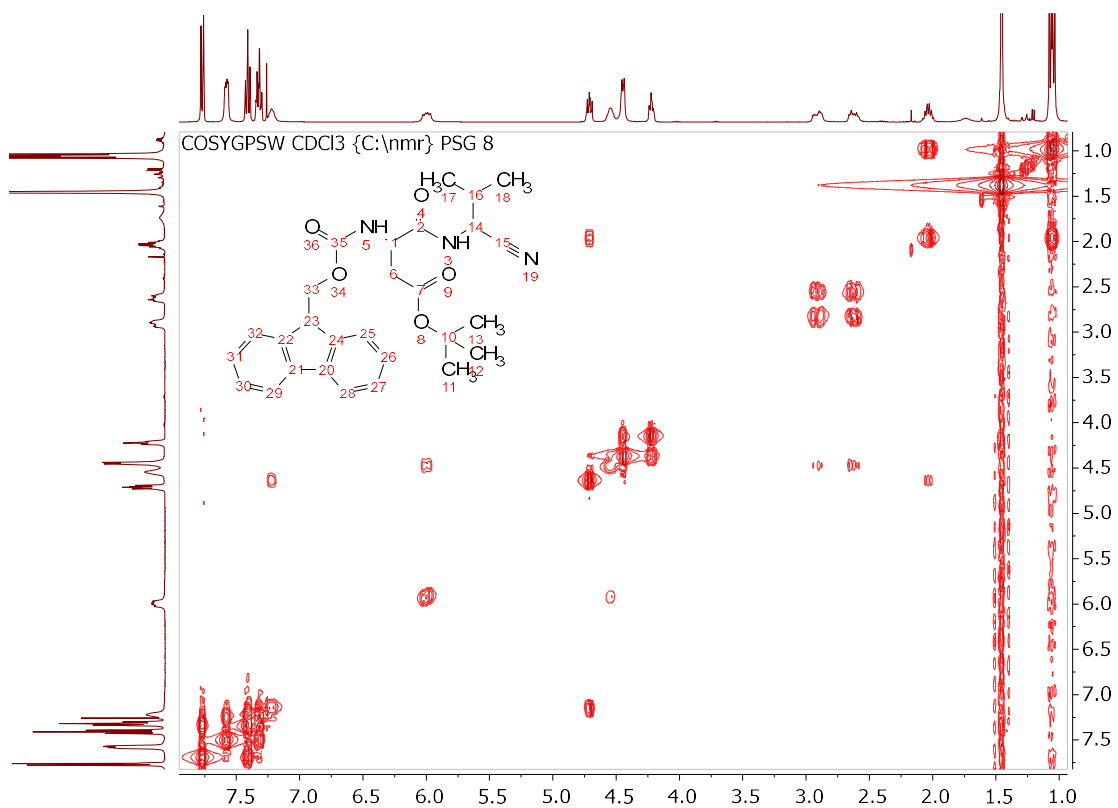 COSYGPSW CDCl3 {C:\nmr} PSG 8
H3C CH3
17 16 18
O 4
O NH 2 14
36 35 5 1 NH 15
3 N
O 6 O 19
33 34 7 9
23 O CH3
32 25 8 10 13
22 24 CH3
31 26 CH3 12
21 20 11
30 27
29 28
1.0
1.5
2.0
2.5
3.0
3.5
4.0
4.5
5.0
5.5
6.0
6.5
7.0
7.5
7.5 7.0 6.5 6.0 5.5 5.0 4.5 4.0 3.5 3.0 2.5 2.0 1.5 1.0